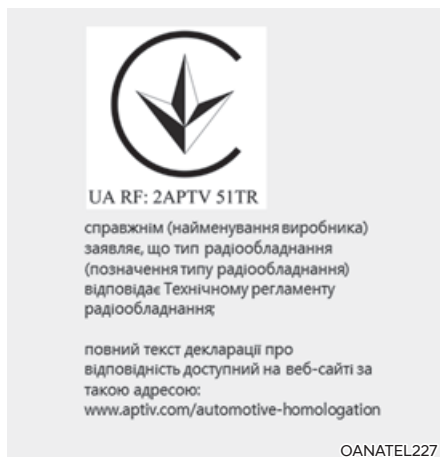 UA RF: 2APTV 51TR
справжнім (найменування виробника)
заявляє, що тип радіообладнання
(позначення типу радіообладнання)
відповідає Технічному регламенту
радіообладнання;
повний текст декларації про
відповідність доступний на веб-сайті за
такою адресою:
www.aptiv.com/automotive-homologation
OANATEL227